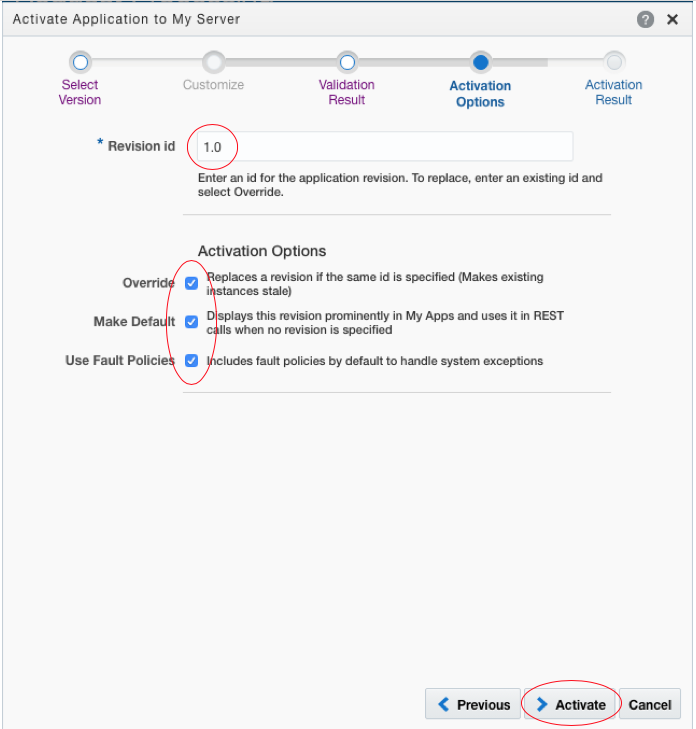 Activate Application to My Server
Select
Version
Customize
Validation
Result
Activation
Options
Activation
Result
* Revision id
1.0
Enter an id for the application revision. To replace, enter an existing id and
select Override.
Activation Options
Override
Replaces a revision if the same id is specified (Makes existing
instances stale)
Make Default
Displays this revision prominently in My Apps and uses it in REST
calls when no revision is specified
Use Fault Policies
Includes fault policies by default to handle system exceptions
Previous
Activate
Cancel